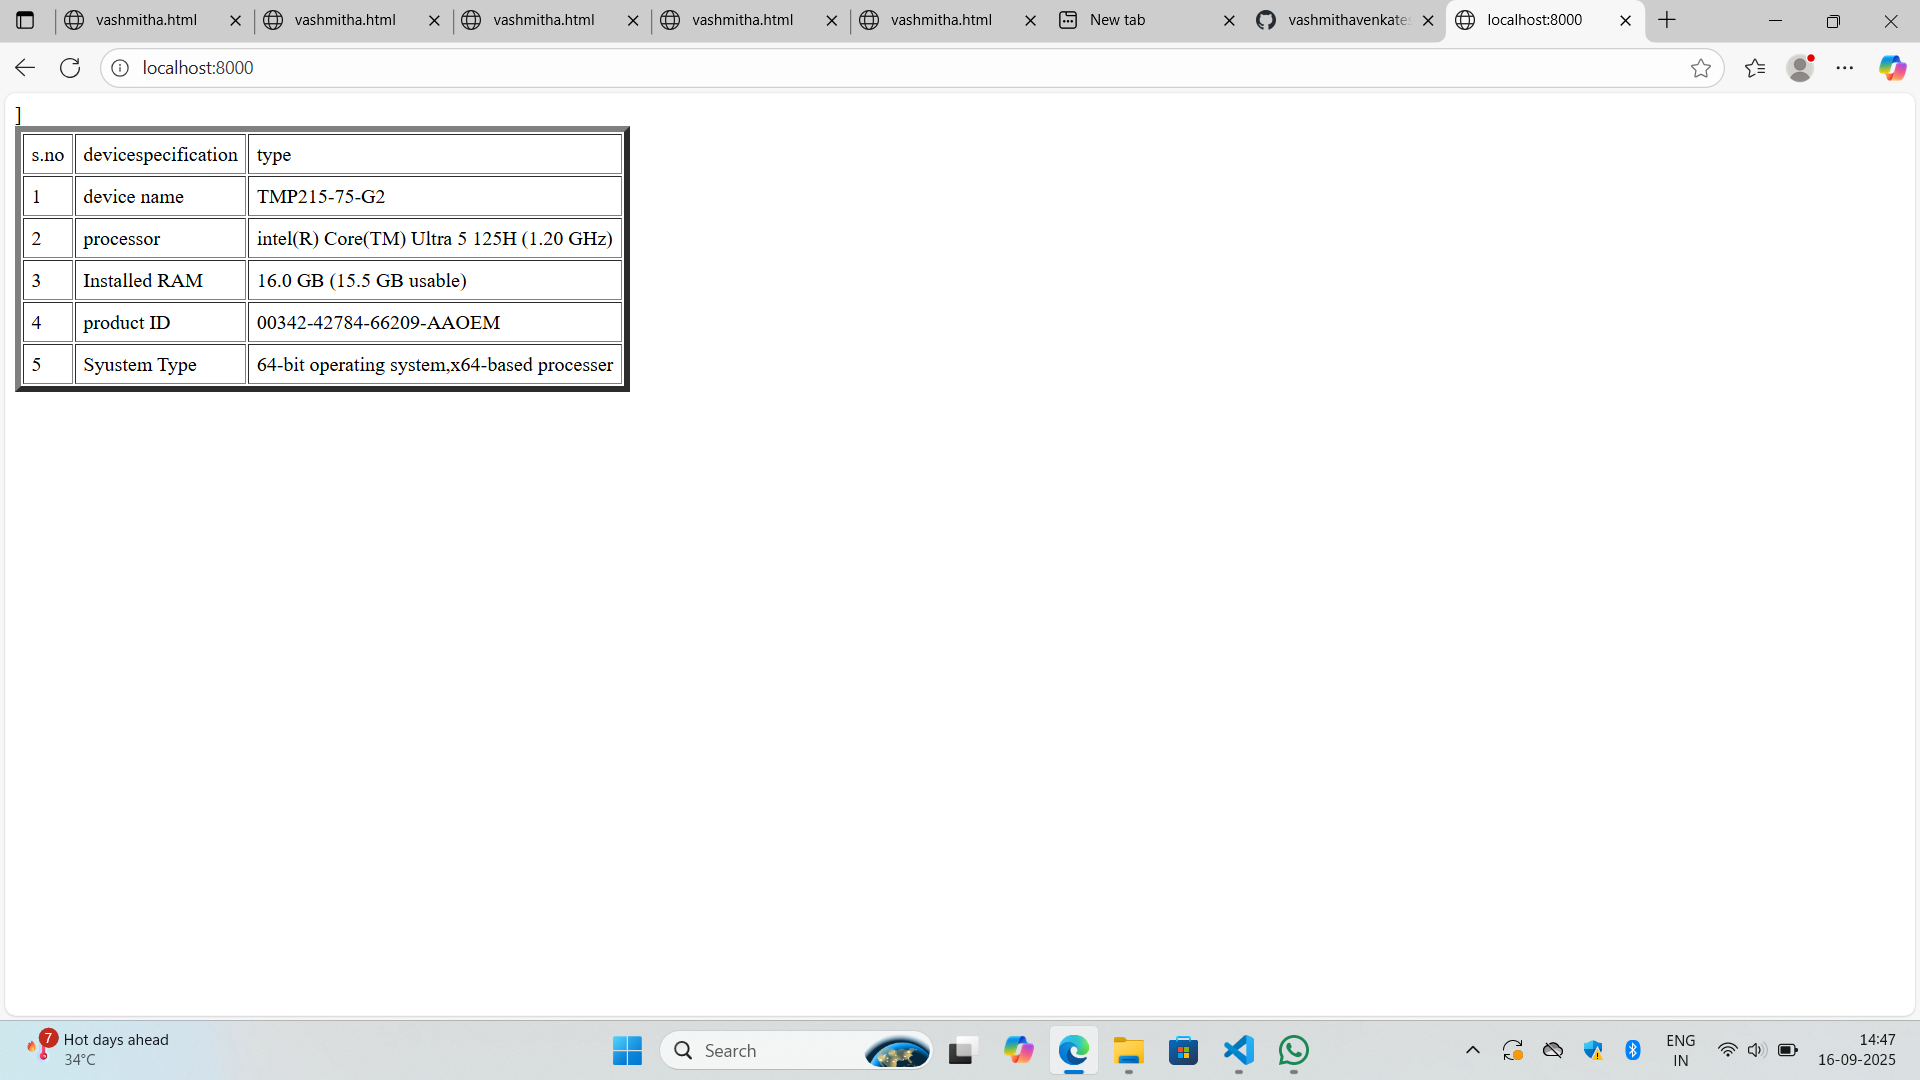 vashmitha.html vashmitha.html vashmitha.html vashmitha.html vashmitha.html New tab vashmithavenkates localhost:8000
localhost:8000
]
s.no devicespecification type
1 device name TMP215-75-G2
2 processor intel(R) Core(TM) Ultra 5 125H (1.20 GHz)
3 Installed RAM 16.0 GB (15.5 GB usable)
4 product ID 00342-42784-66209-AAOEM
5 Syustem Type 64-bit operating system,x64-based processer
7 Hot days ahead
34°C
Search
ENG
IN
14:47
16-09-2025